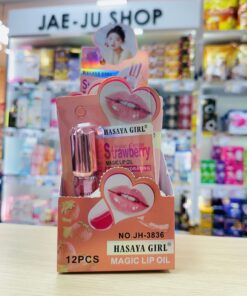 JAE-JU SHOP
HASAYA GIRL®
Strawberry
MAGIC LIP OIL
NO.JH-3836
HASAYA GIRL®
12PCS
MAGIC LIP OIL